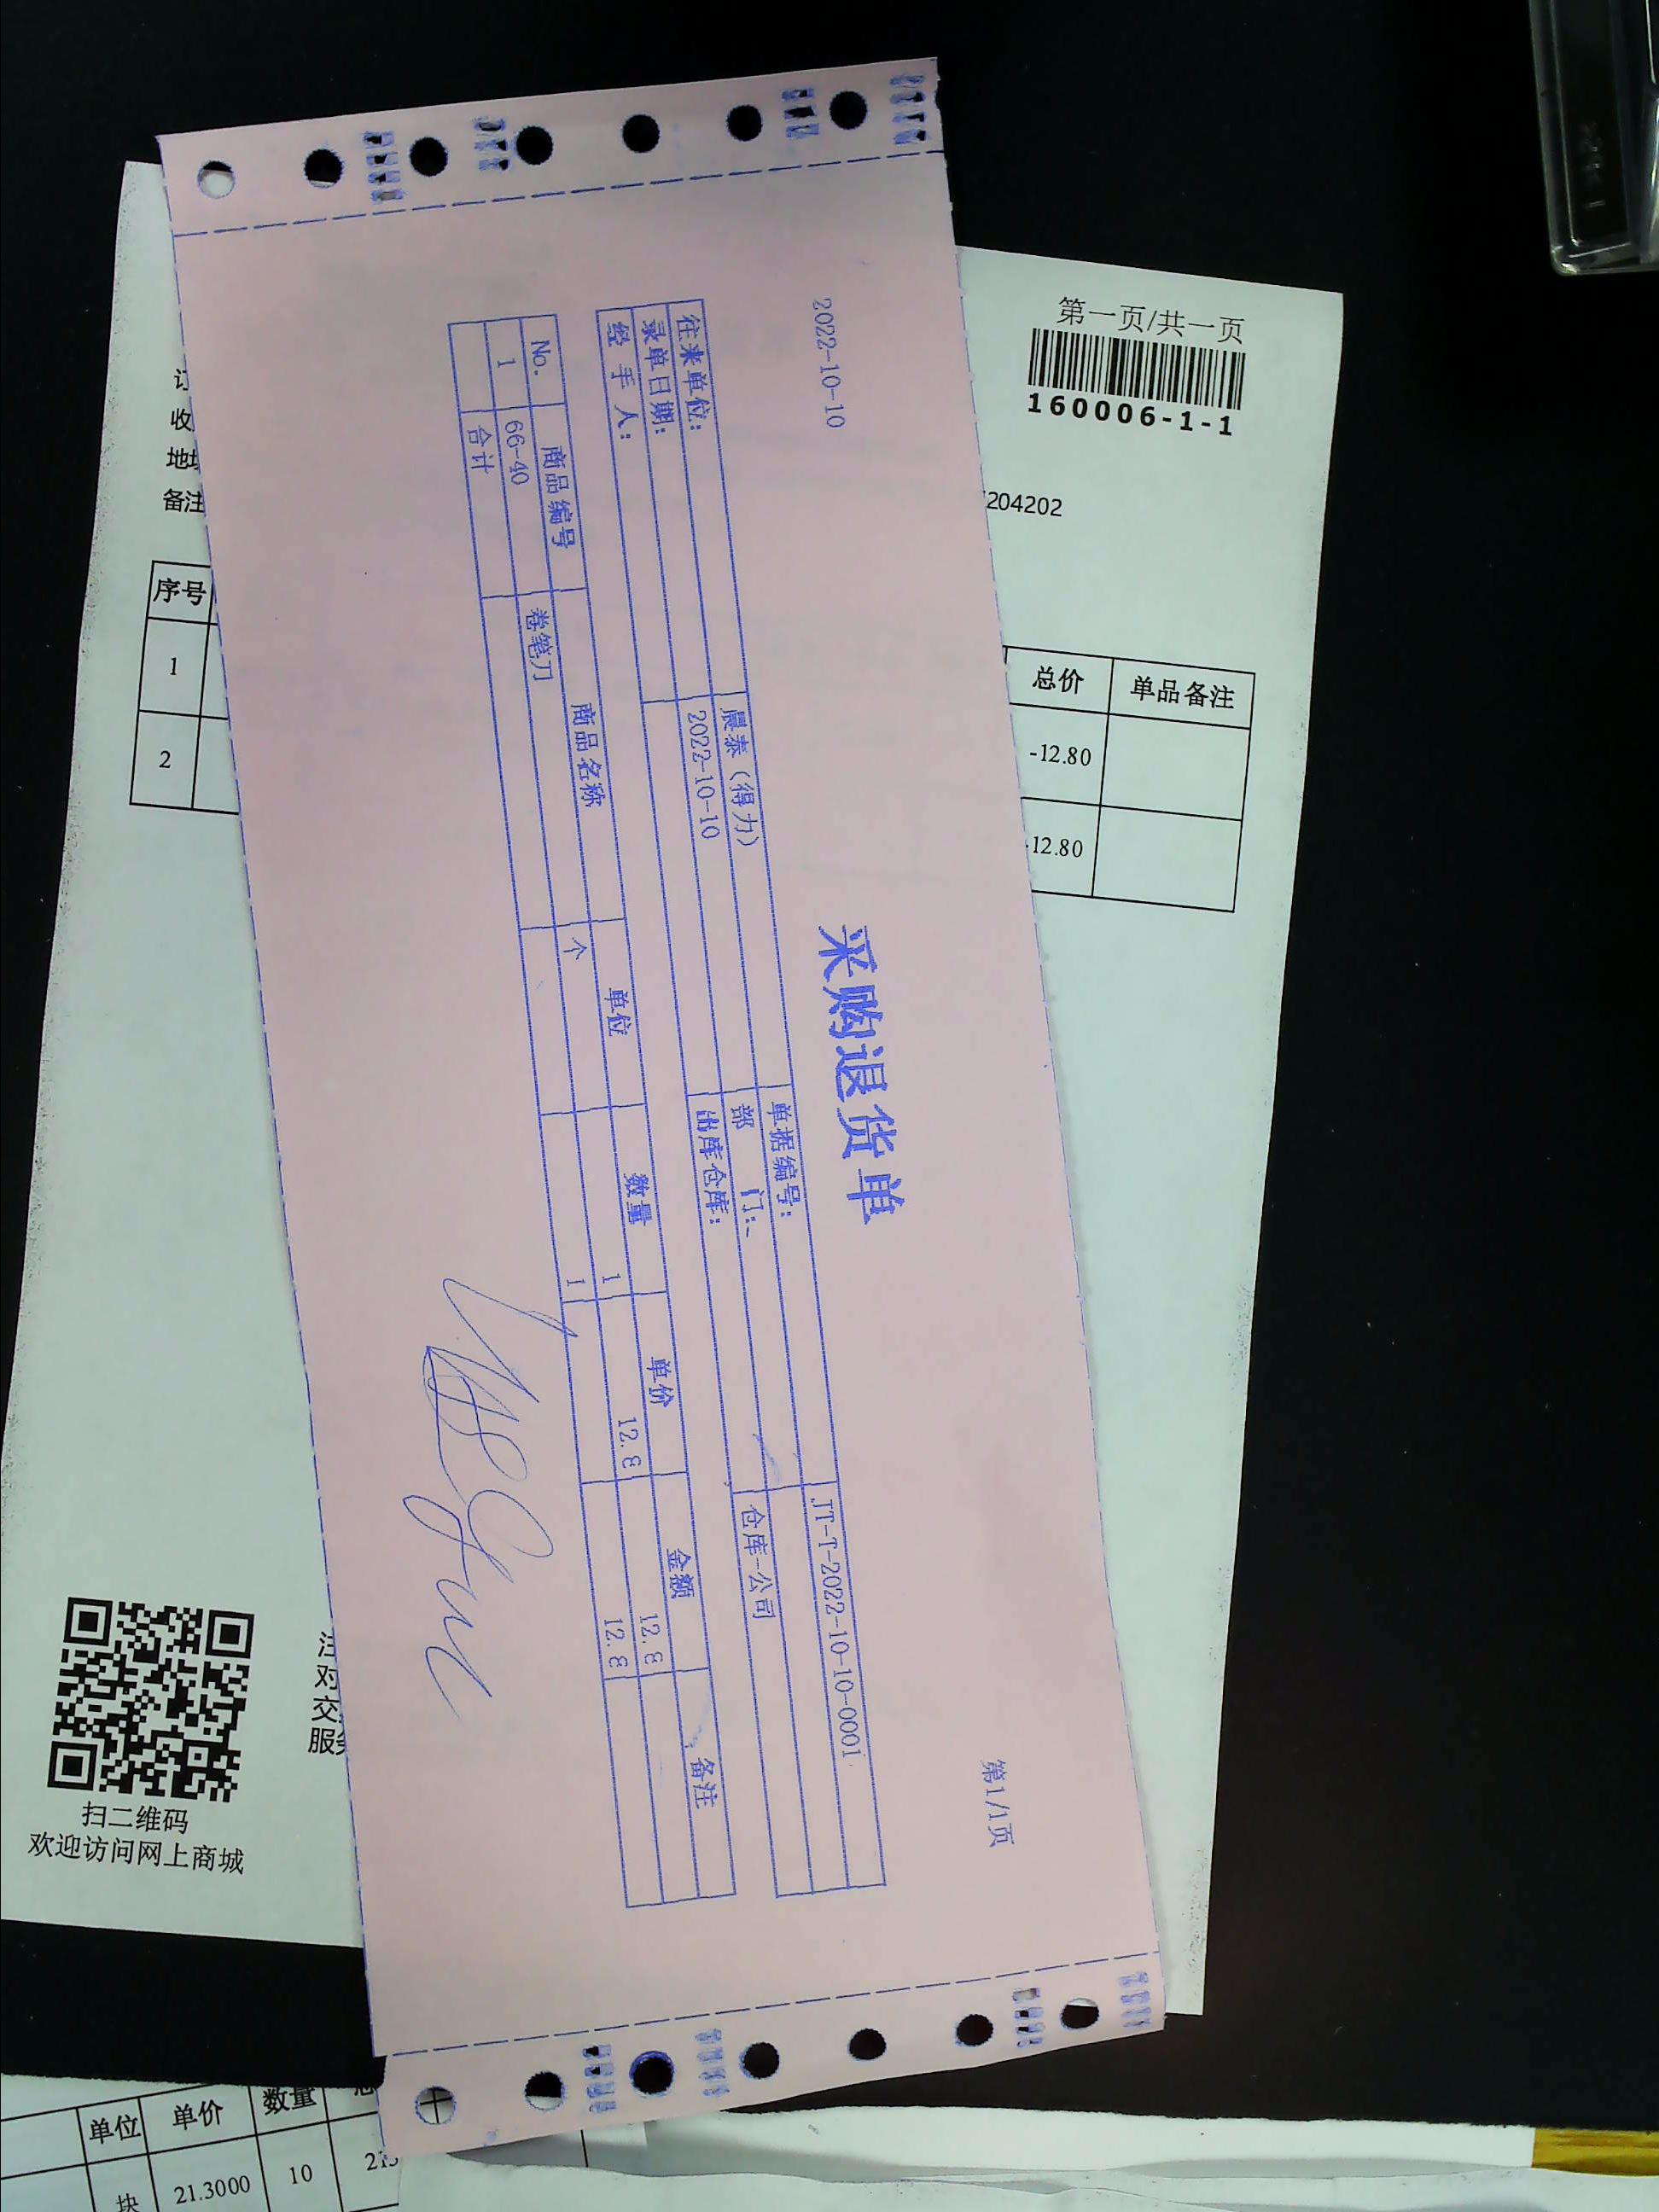 采购退货单
2022-10-10
第1/1页
往来单位: 晨泰（得力） 单据编号: JT-T-2022-10-10-0001
录单日期: 2022-10-10 部 门:
经 手 人: 出库仓库: 仓库-公司
No. 商品编号 商品名称 单位 数量 单价 金额 备注
1 66-40 卷笔刀 个 1 12.8 12.8
合计 1 12.8
第一页/共一页
160006-1-1
204202
收
备注
序号 总价 单品备注
1 -12.80
2 -12.80
注
对
交
服务
扫二维码
欢迎访问网上商城
单位 单价 数量
块 21.3000 10 213